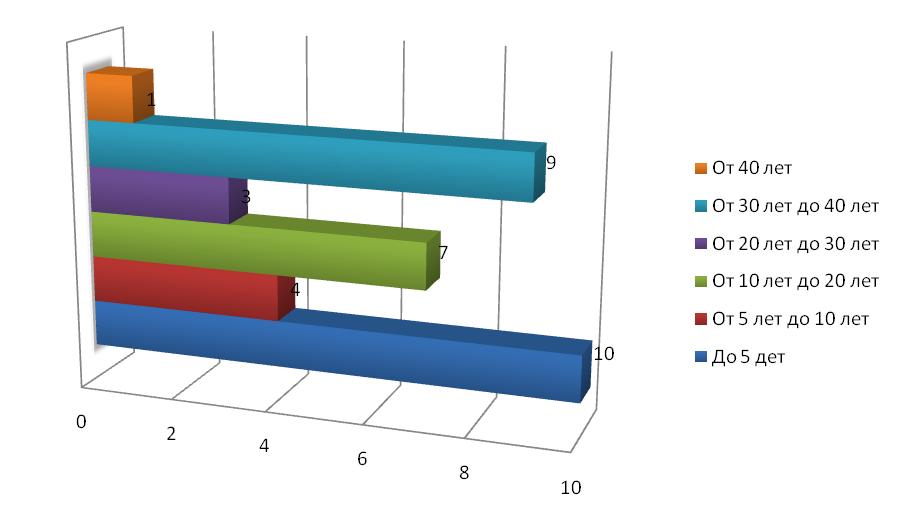 1
9
3
7
4
10
0
2
4
6
8
10
От 40 лет
От 30 лет до 40 лет
От 20 лет до 30 лет
От 10 лет до 20 лет
От 5 лет до 10 лет
До 5 дет